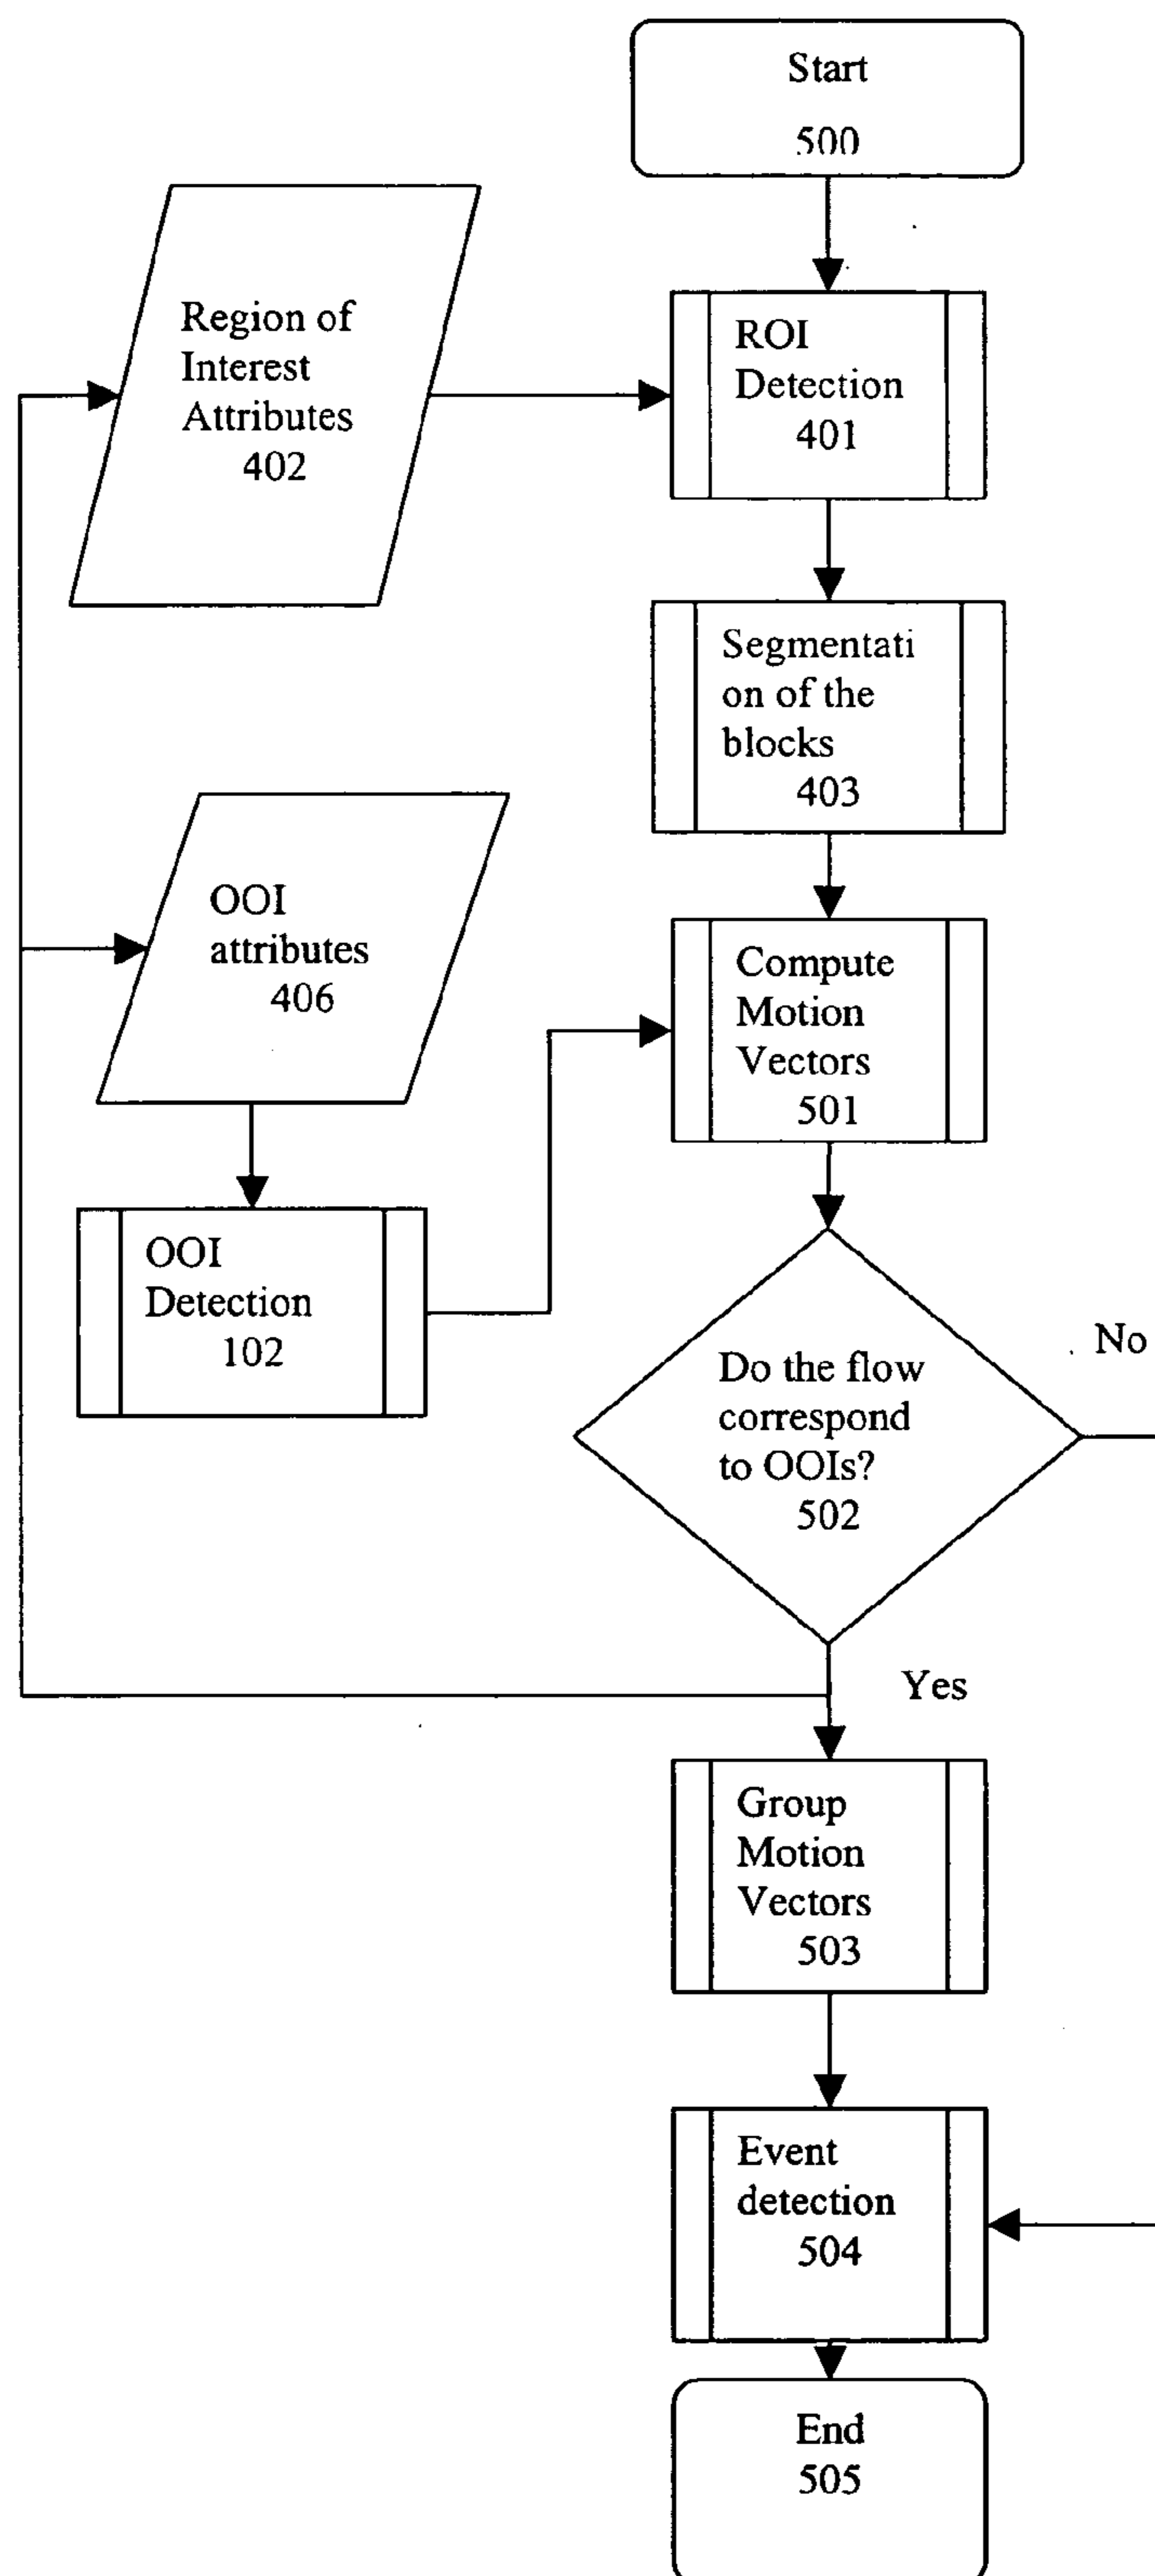 Start
500
Region of
Interest
Attributes
402
ROI
Detection
401
Segmentati
on of the
blocks
403
OOI
attributes
406
Compute
Motion
Vectors
501
OOI
Detection
102
Do the flow
correspond
to OOIs?
502
No
Yes
Group
Motion
Vectors
503
Event
detection
504
End
505